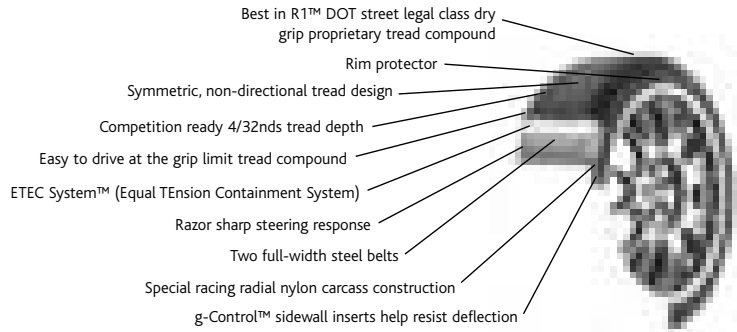 Best in R1™ DOT street legal class dry
grip proprietary tread compound
Rim protector
Symmetric, non-directional tread design
Competition ready 4/32nds tread depth
Easy to drive at the grip limit tread compound
ETEC System™ (Equal TEnsion Containment System)
Razor sharp steering response
Two full-width steel belts
Special racing radial nylon carcass construction
g-Control™ sidewall inserts help resist deflection